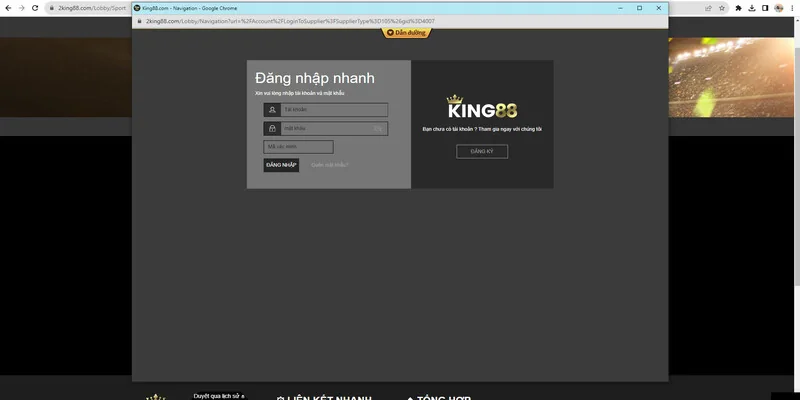 King88.com - Navigation - Google Chrome
2king88.com/Lobby/Sport
2king88.com/Lobby/Navigation?url=%2FAccount%2FLoginToSupplier%3FSupplierType%3D105%26gid%3D4007
Dẫn đường
Đăng nhập nhanh
Xin vui lòng nhập tài khoản và mật khẩu
Tài khoản
mật khẩu
Mã xác minh
ĐĂNG NHẬP
Quên mật khẩu?
KING88
Bạn chưa có tài khoản ? Tham gia ngay với chúng tôi
ĐĂNG KÝ
Duyệt qua lịch sử
LIÊN KẾT NHANH
TỔNG HỢP